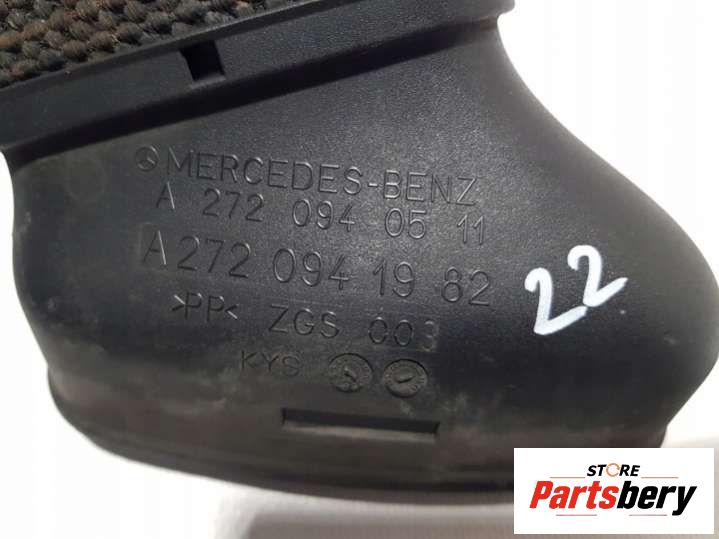 MERCEDES-BENZ
A 272 094 05 11
A 272 094 19 82
>PP< ZGS 003
KYS
22
STORE
Partsbery